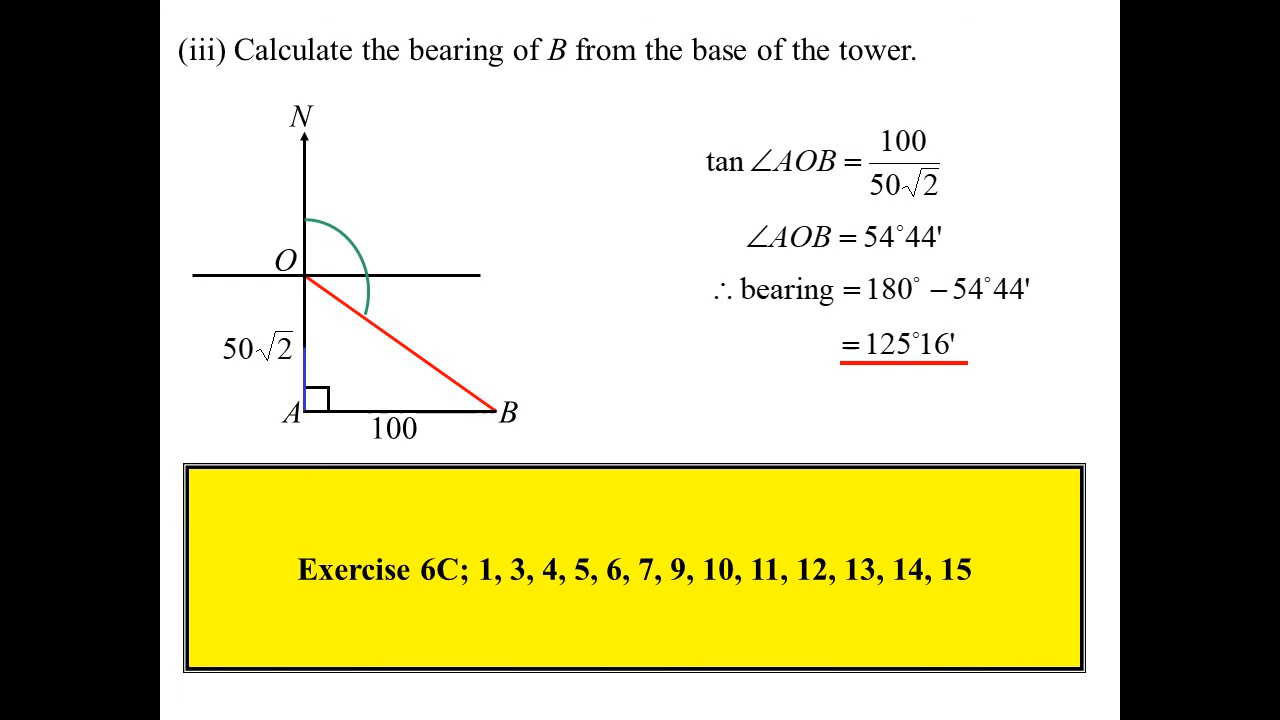 (iii) Calculate the bearing of B from the base of the tower.
N
O
50√2
A
100
B
tan ∠AOB = 100/50√2
∠AOB = 54°44'
∴ bearing = 180° − 54°44'
= 125°16'
Exercise 6C; 1, 3, 4, 5, 6, 7, 9, 10, 11, 12, 13, 14, 15